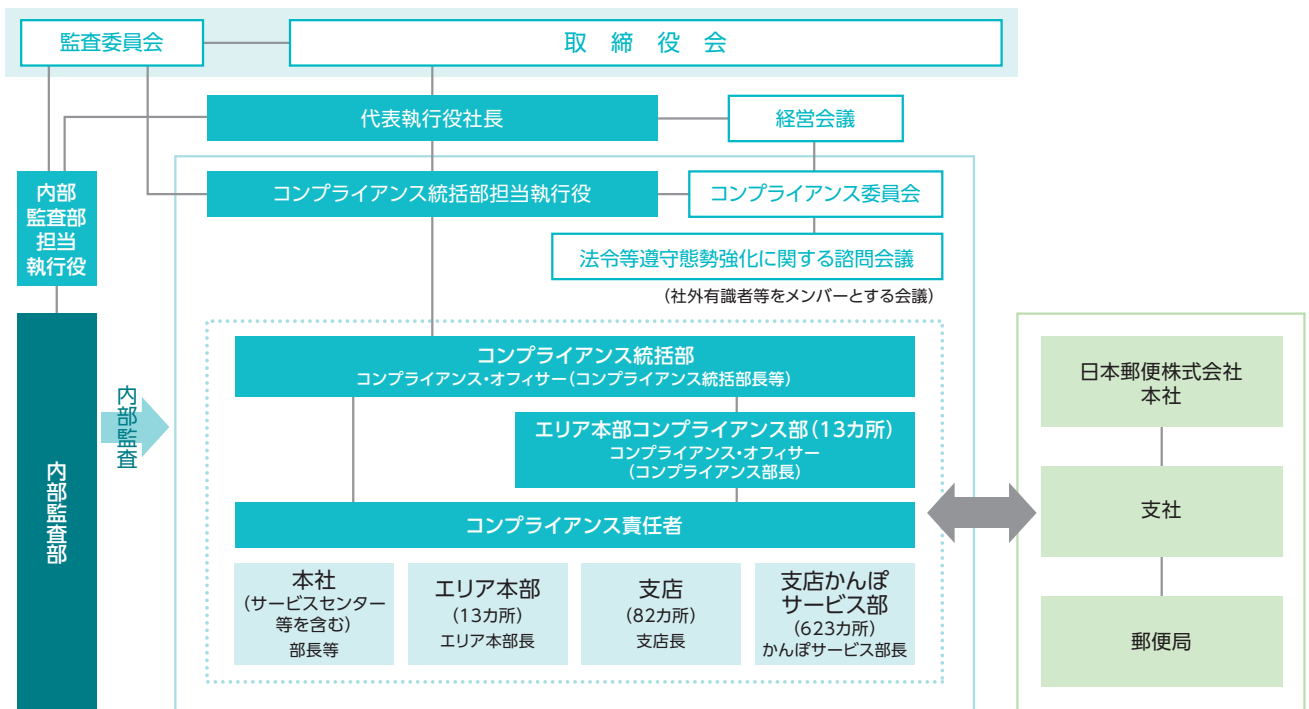 監査委員会
取締役会
代表執行役社長
経営会議
内部
監査部
担当
執行役
コンプライアンス統括部担当執行役
コンプライアンス委員会
法令等遵守態勢強化に関する諮問会議
（社外有識者等をメンバーとする会議）
内部監査部
内部監査
コンプライアンス統括部
コンプライアンス・オフィサー（コンプライアンス統括部長等）
エリア本部コンプライアンス部（13カ所）
コンプライアンス・オフィサー
（コンプライアンス部長）
コンプライアンス責任者
本社
（サービスセンター
等を含む）
部長等
エリア本部
（13カ所）
エリア本部長
支店
（82カ所）
支店長
支店かんぽ
サービス部
（623カ所）
かんぽサービス部長
日本郵便株式会社
本社
支社
郵便局